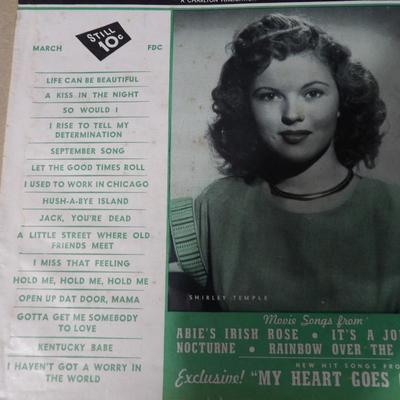 A CHARLTON PUBLICATION
STILL
10¢
MARCH
FDC
LIFE CAN BE BEAUTIFUL
A KISS IN THE NIGHT
SO WOULD I
I RISE TO TELL MY
DETERMINATION
SEPTEMBER SONG
LET THE GOOD TIMES ROLL
I USED TO WORK IN CHICAGO
HUSH-A-BYE ISLAND
JACK, YOU'RE DEAD
A LITTLE STREET WHERE OLD
FRIENDS MEET
I MISS THAT FEELING
HOLD ME, HOLD ME, HOLD ME
OPEN UP DAT DOOR, MAMA
GOTTA GET ME SOMEBODY
TO LOVE
KENTUCKY BABE
I HAVEN'T GOT A WORRY IN
THE WORLD
SHIRLEY TEMPLE
Movie Songs from
ABIE'S IRISH ROSE • IT'S A JO
NOCTURNE • RAINBOW OVER THE
NEW HIT SONGS FRO
Exclusive! "MY HEART GOES